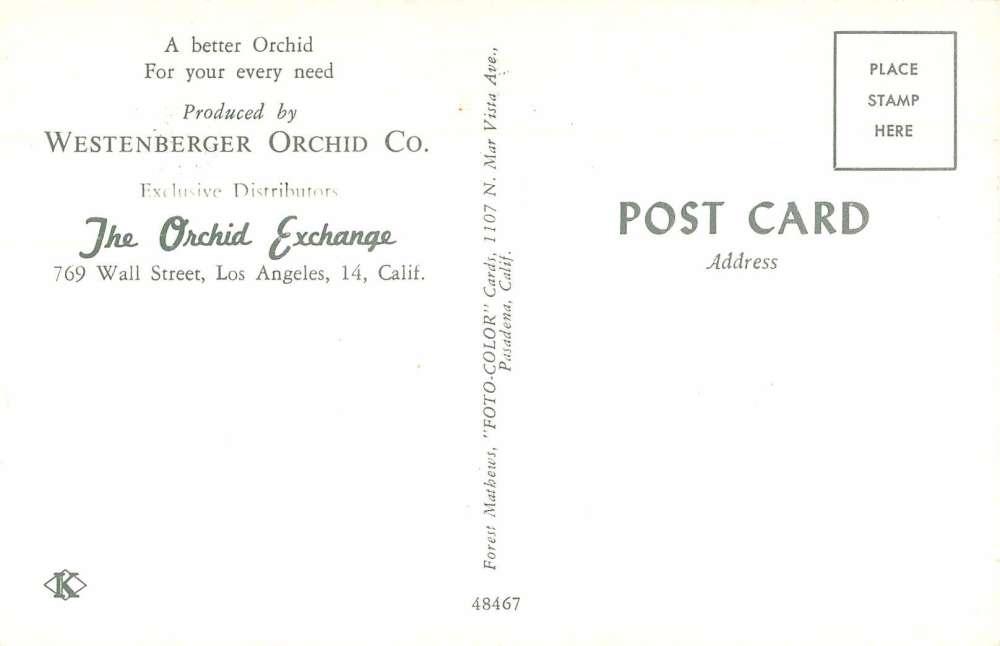 A better Orchid
For your every need
Produced by
WESTENBERGER ORCHID CO.
Exclusive Distributors
The Orchid Exchange
769 Wall Street, Los Angeles, 14, Calif.
K
Forest Mathews, "FOTO-COLOR" Cards, 1107 N. Mar Vista Ave.,
Pasadena, Calif.
48467
PLACE
STAMP
HERE
POST CARD
Address